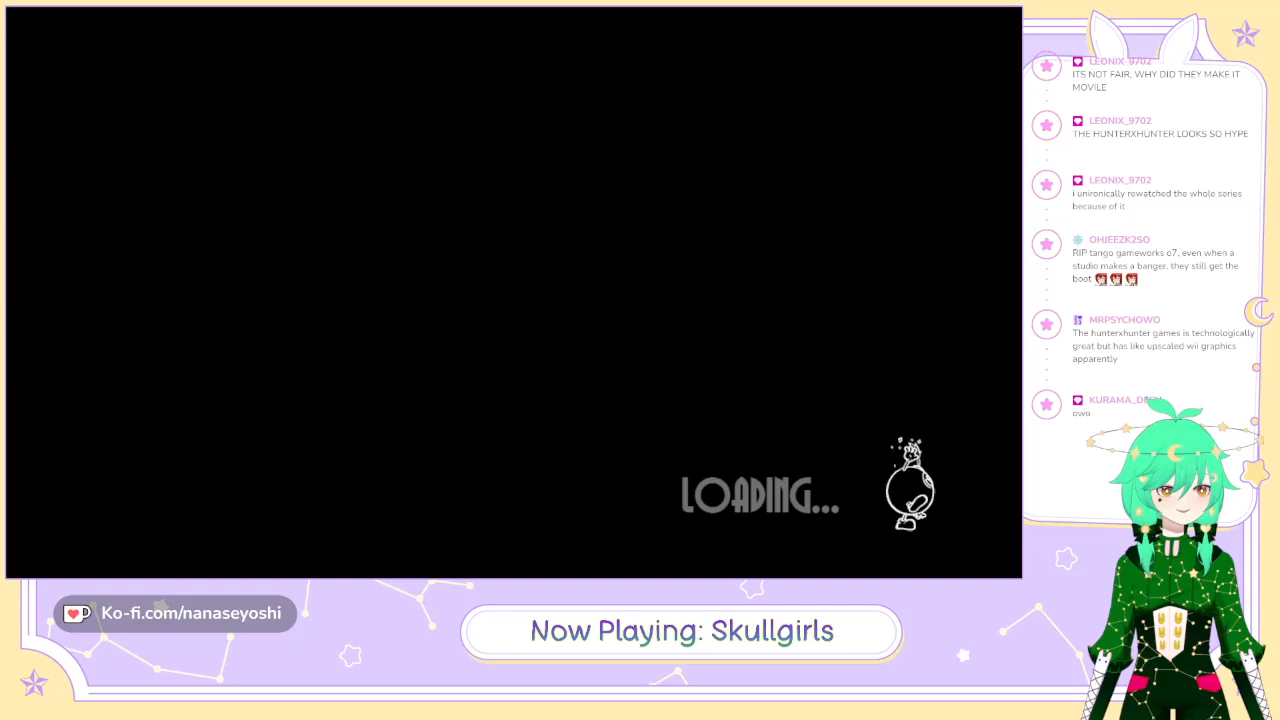 LEONIX_9702
ITS NOT FAIR, WHY DID THEY MAKE IT
MOVILE
LEONIX_9702
THE HUNTERXHUNTER LOOKS SO HYPE
LEONIX_9702
i unironically rewatched the whole series
because of it
OHJEEZK2SO
RIP tango gameworks o7, even when a
studio makes a banger, they still get the
boot
MRPSYCHOWO
The hunterxhunter games is technologically
great but has like upscaled wii graphics
apparently
owo
LOADING...
Ko-fi.com/nanaseyoshi
Now Playing: Skullgirls